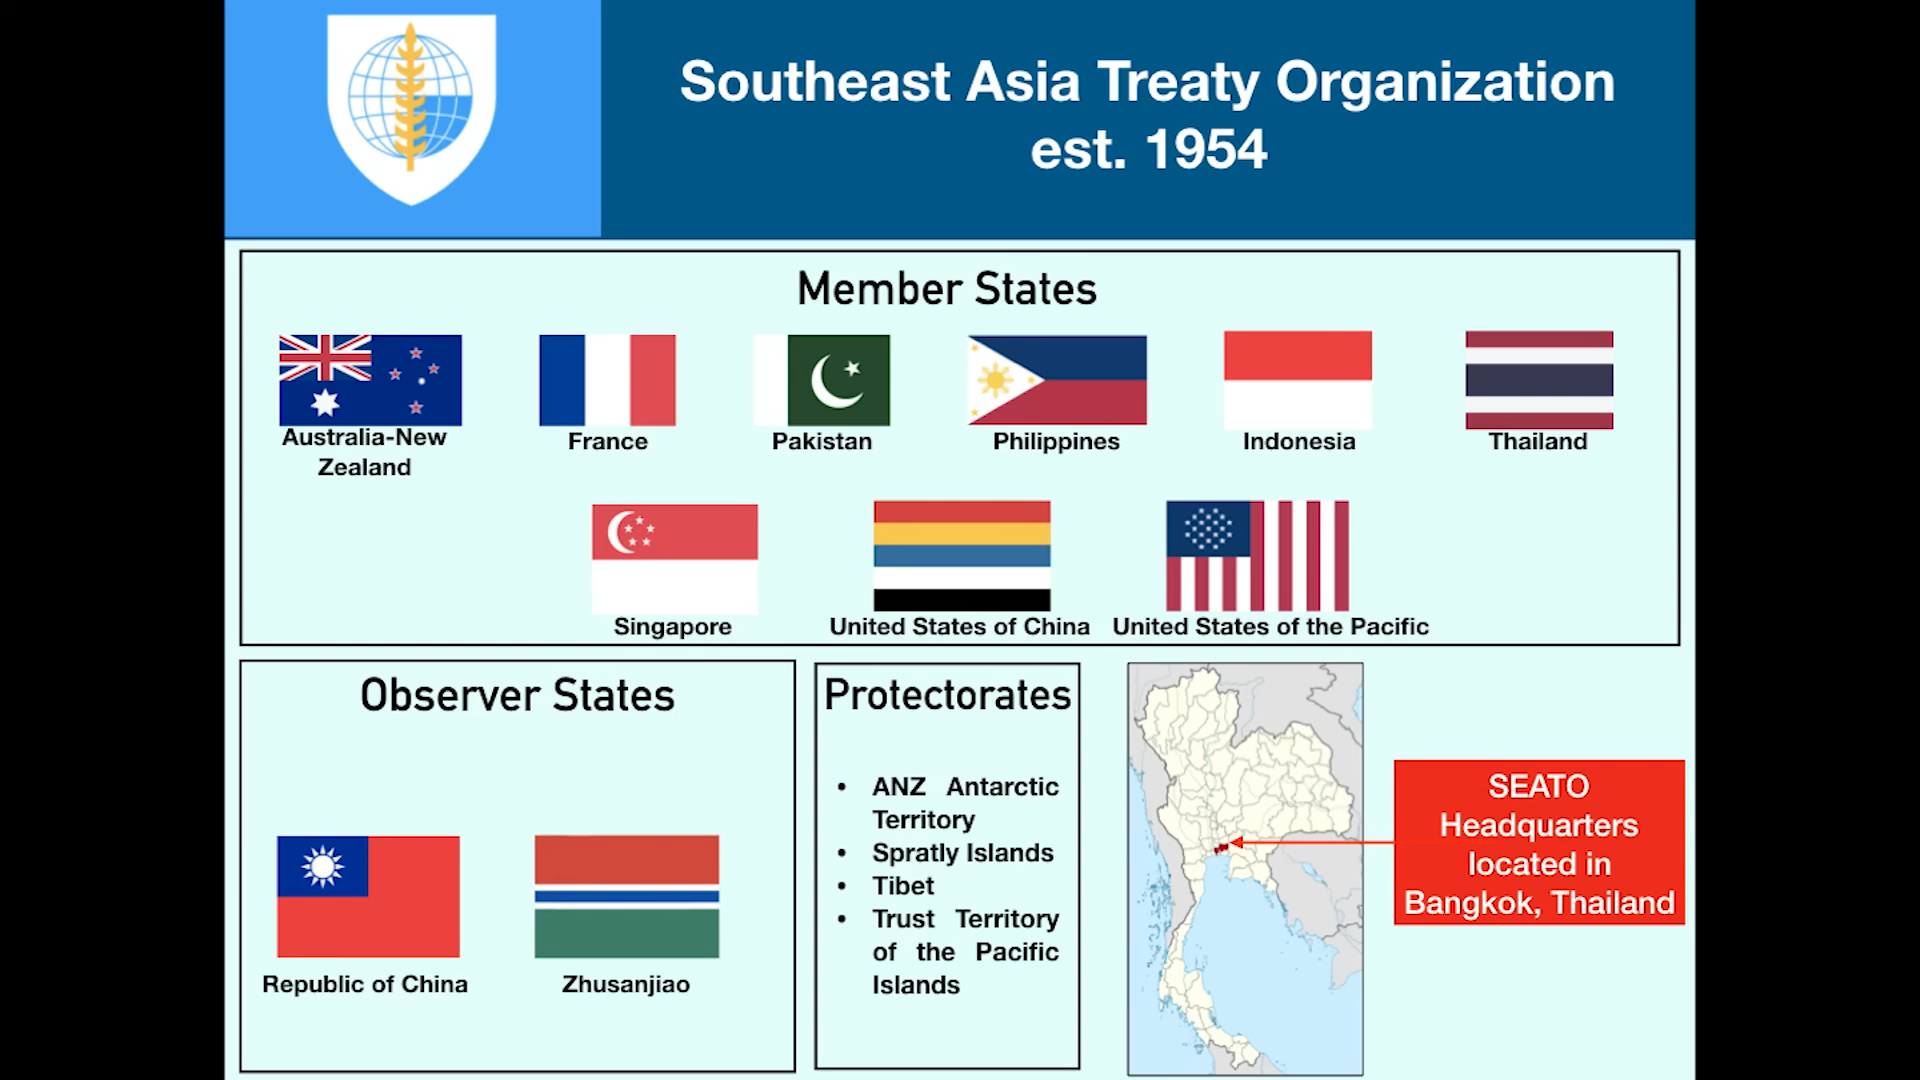 Southeast Asia Treaty Organization
est. 1954
Member States
Australia-New
Zealand
France
Pakistan
Philippines
Indonesia
Thailand
Singapore
United States of China
United States of the Pacific
Observer States
Republic of China
Zhusanjiao
Protectorates
• ANZ Antarctic
Territory
• Spratly Islands
• Tibet
• Trust Territory
of the Pacific
Islands
SEATO
Headquarters
located in
Bangkok, Thailand